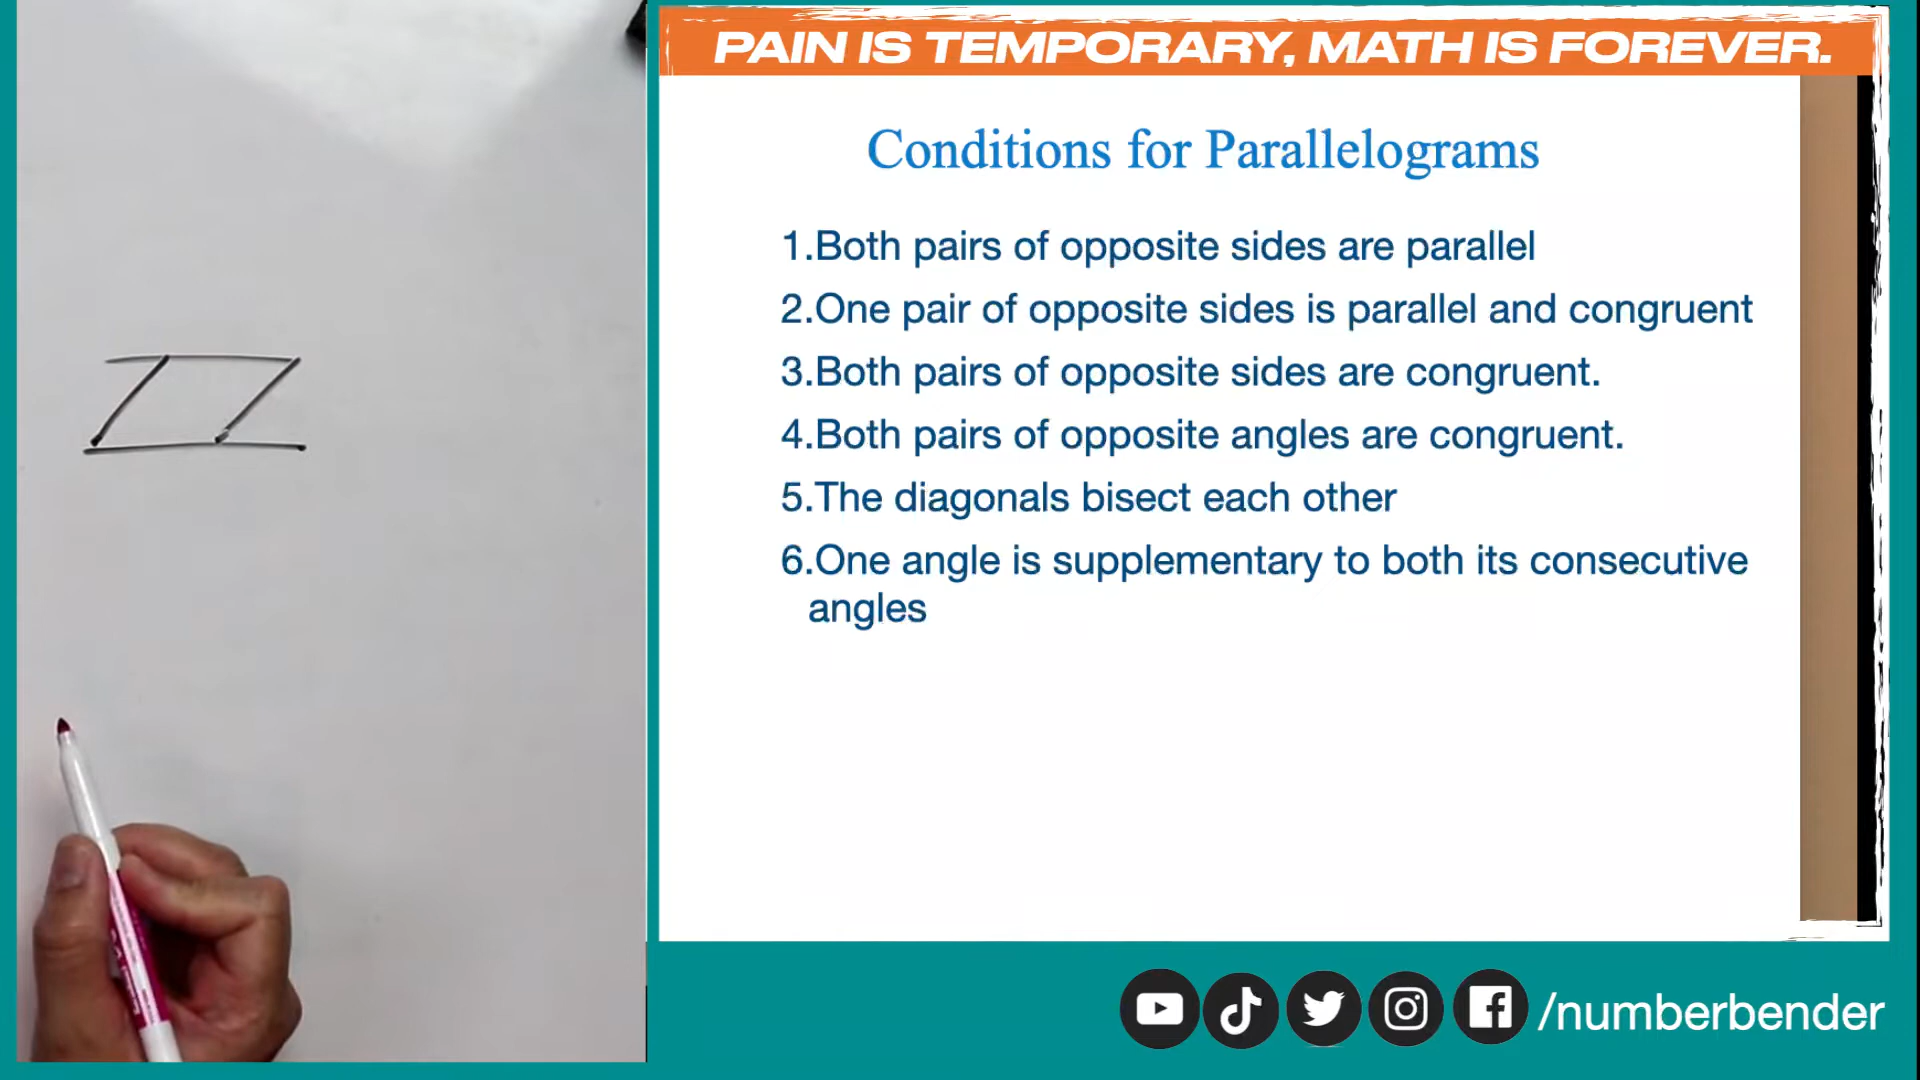 PAIN IS TEMPORARY, MATH IS FOREVER.
Conditions for Parallelograms
1.Both pairs of opposite sides are parallel
2.One pair of opposite sides is parallel and congruent
3.Both pairs of opposite sides are congruent.
4.Both pairs of opposite angles are congruent.
5.The diagonals bisect each other
6.One angle is supplementary to both its consecutive
angles
/numberbender